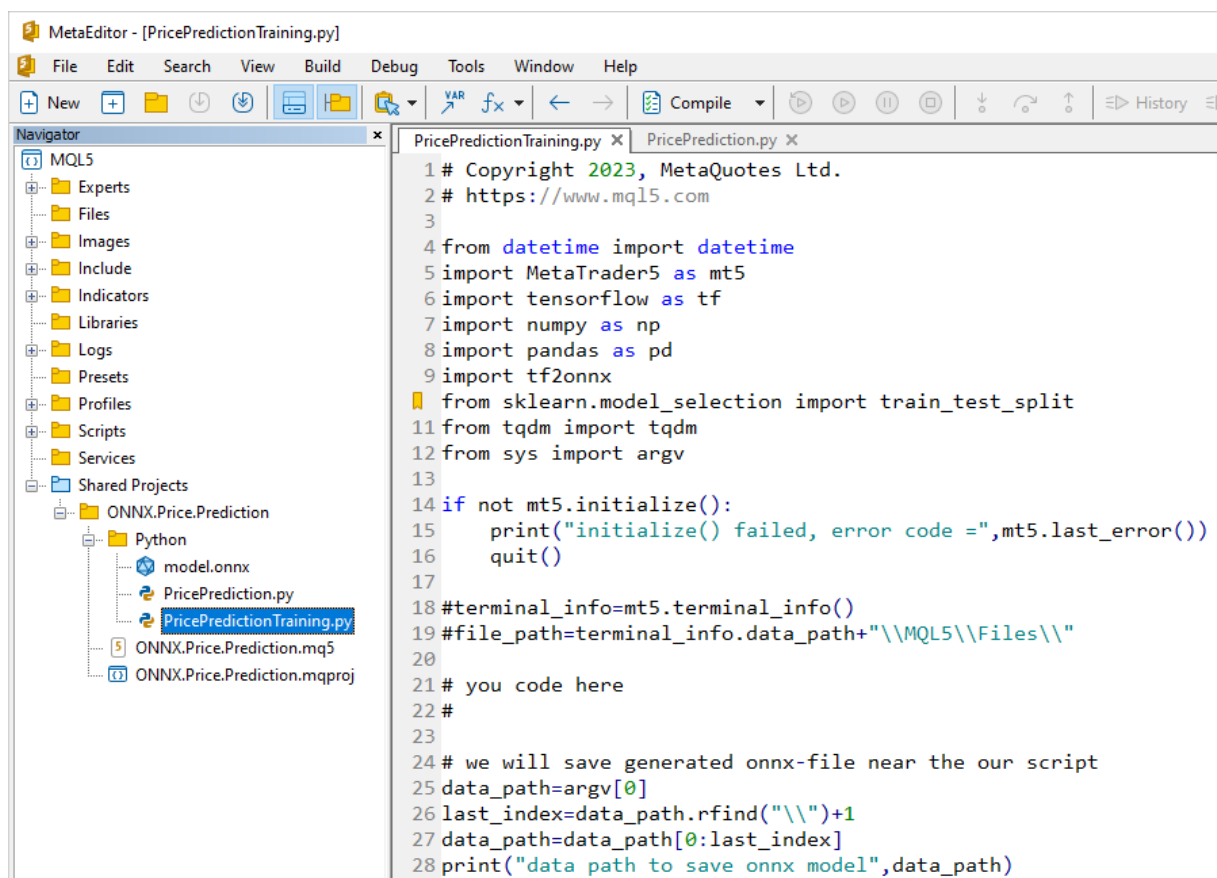 MetaEditor - [PricePredictionTraining.py]
File Edit Search View Build Debug Tools Window Help
New VAR fx Compile History
Navigator
MQL5
Experts
Files
Images
Include
Indicators
Libraries
Logs
Presets
Profiles
Scripts
Services
Shared Projects
ONNX.Price.Prediction
Python
model.onnx
PricePrediction.py
PricePredictionTraining.py
5 ONNX.Price.Prediction.mq5
ONNX.Price.Prediction.mqproj
PricePredictionTraining.py PricePrediction.py
1 # Copyright 2023, MetaQuotes Ltd.
2 # https://www.mql5.com
3
4 from datetime import datetime
5 import MetaTrader5 as mt5
6 import tensorflow as tf
7 import numpy as np
8 import pandas as pd
9 import tf2onnx
from sklearn.model_selection import train_test_split
11 from tqdm import tqdm
12 from sys import argv
13
14 if not mt5.initialize():
15     print("initialize() failed, error code =",mt5.last_error())
16     quit()
17
18 #terminal_info=mt5.terminal_info()
19 #file_path=terminal_info.data_path+"\\MQL5\\Files\\"
20
21 # you code here
22 #
23
24 # we will save generated onnx-file near the our script
25 data_path=argv[0]
26 last_index=data_path.rfind("\\")+1
27 data_path=data_path[0:last_index]
28 print("data path to save onnx model",data_path)